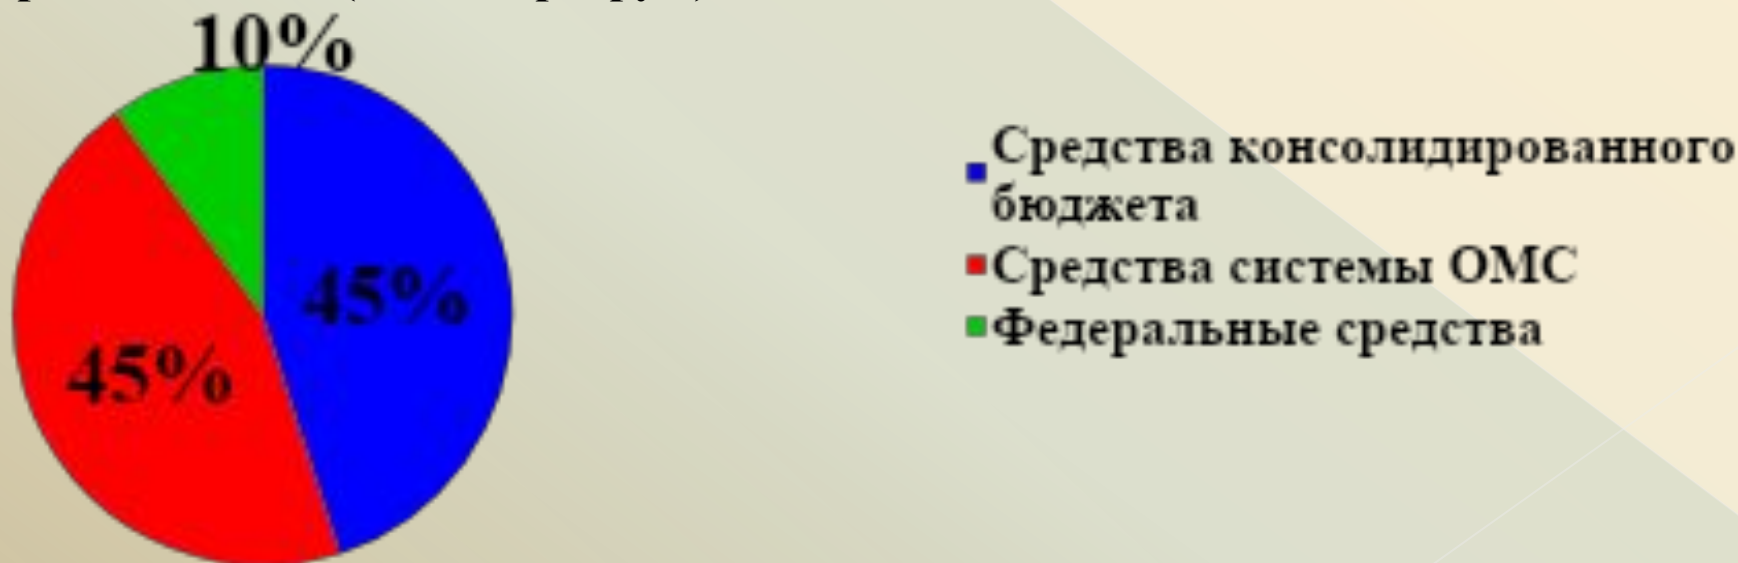 10%
45%
45%
Средства консолидированного
бюджета
Средства системы ОМС
Федеральные средства